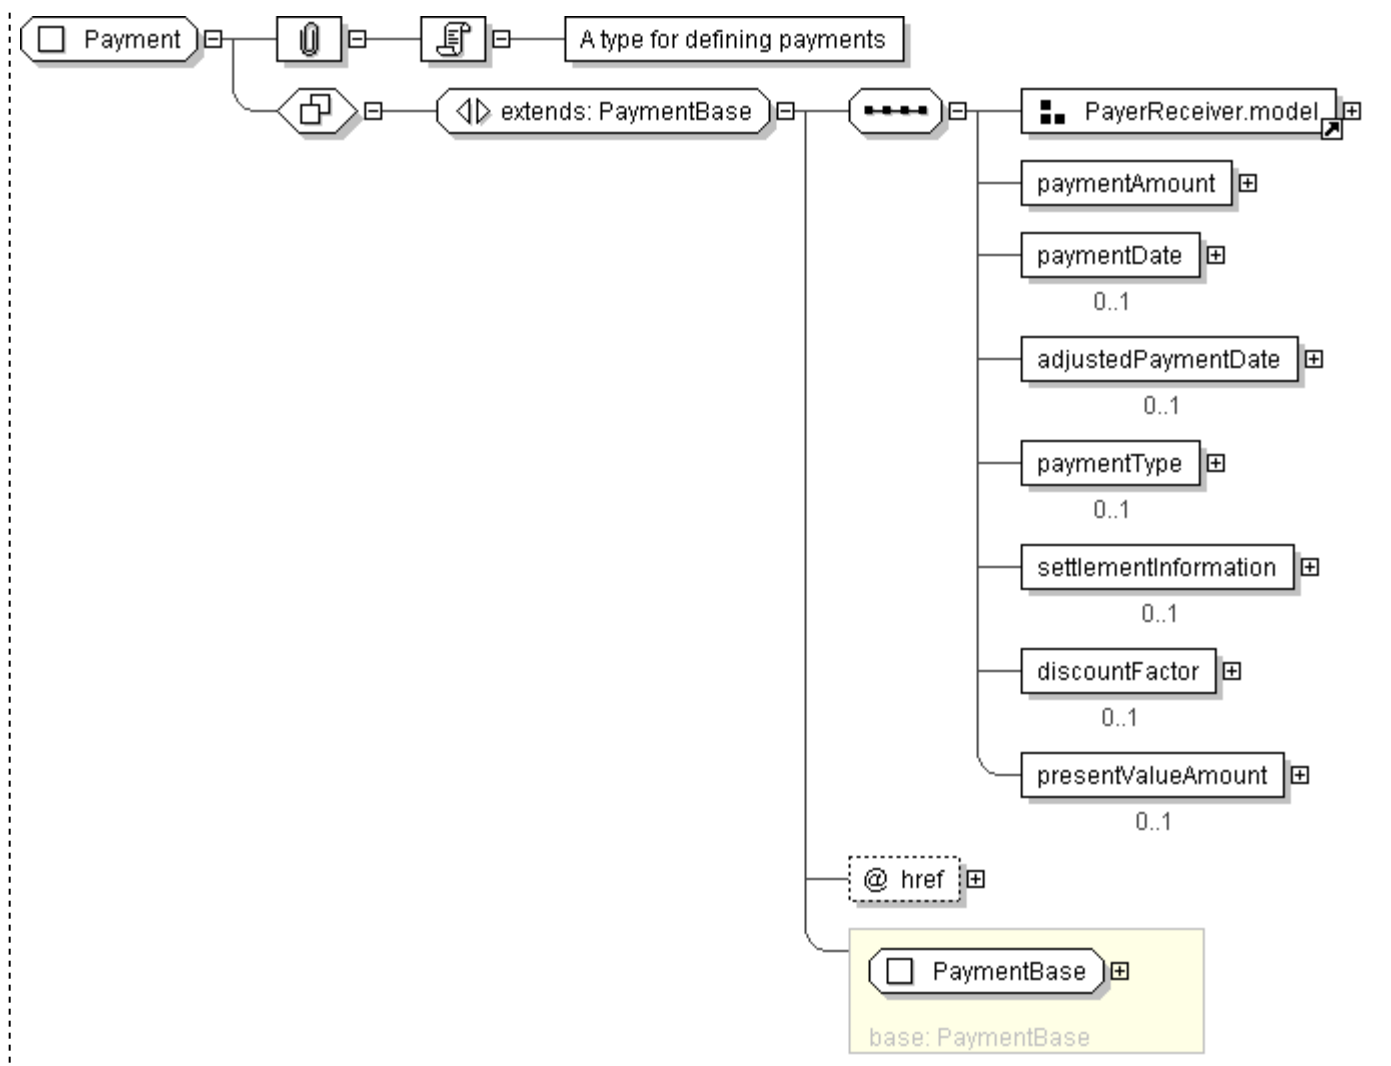 Payment
A type for defining payments
extends: PaymentBase
PayerReceiver.model
paymentAmount
paymentDate
0..1
adjustedPaymentDate
0..1
paymentType
0..1
settlementInformation
0..1
discountFactor
0..1
presentValueAmount
0..1
@ href
PaymentBase
base: PaymentBase